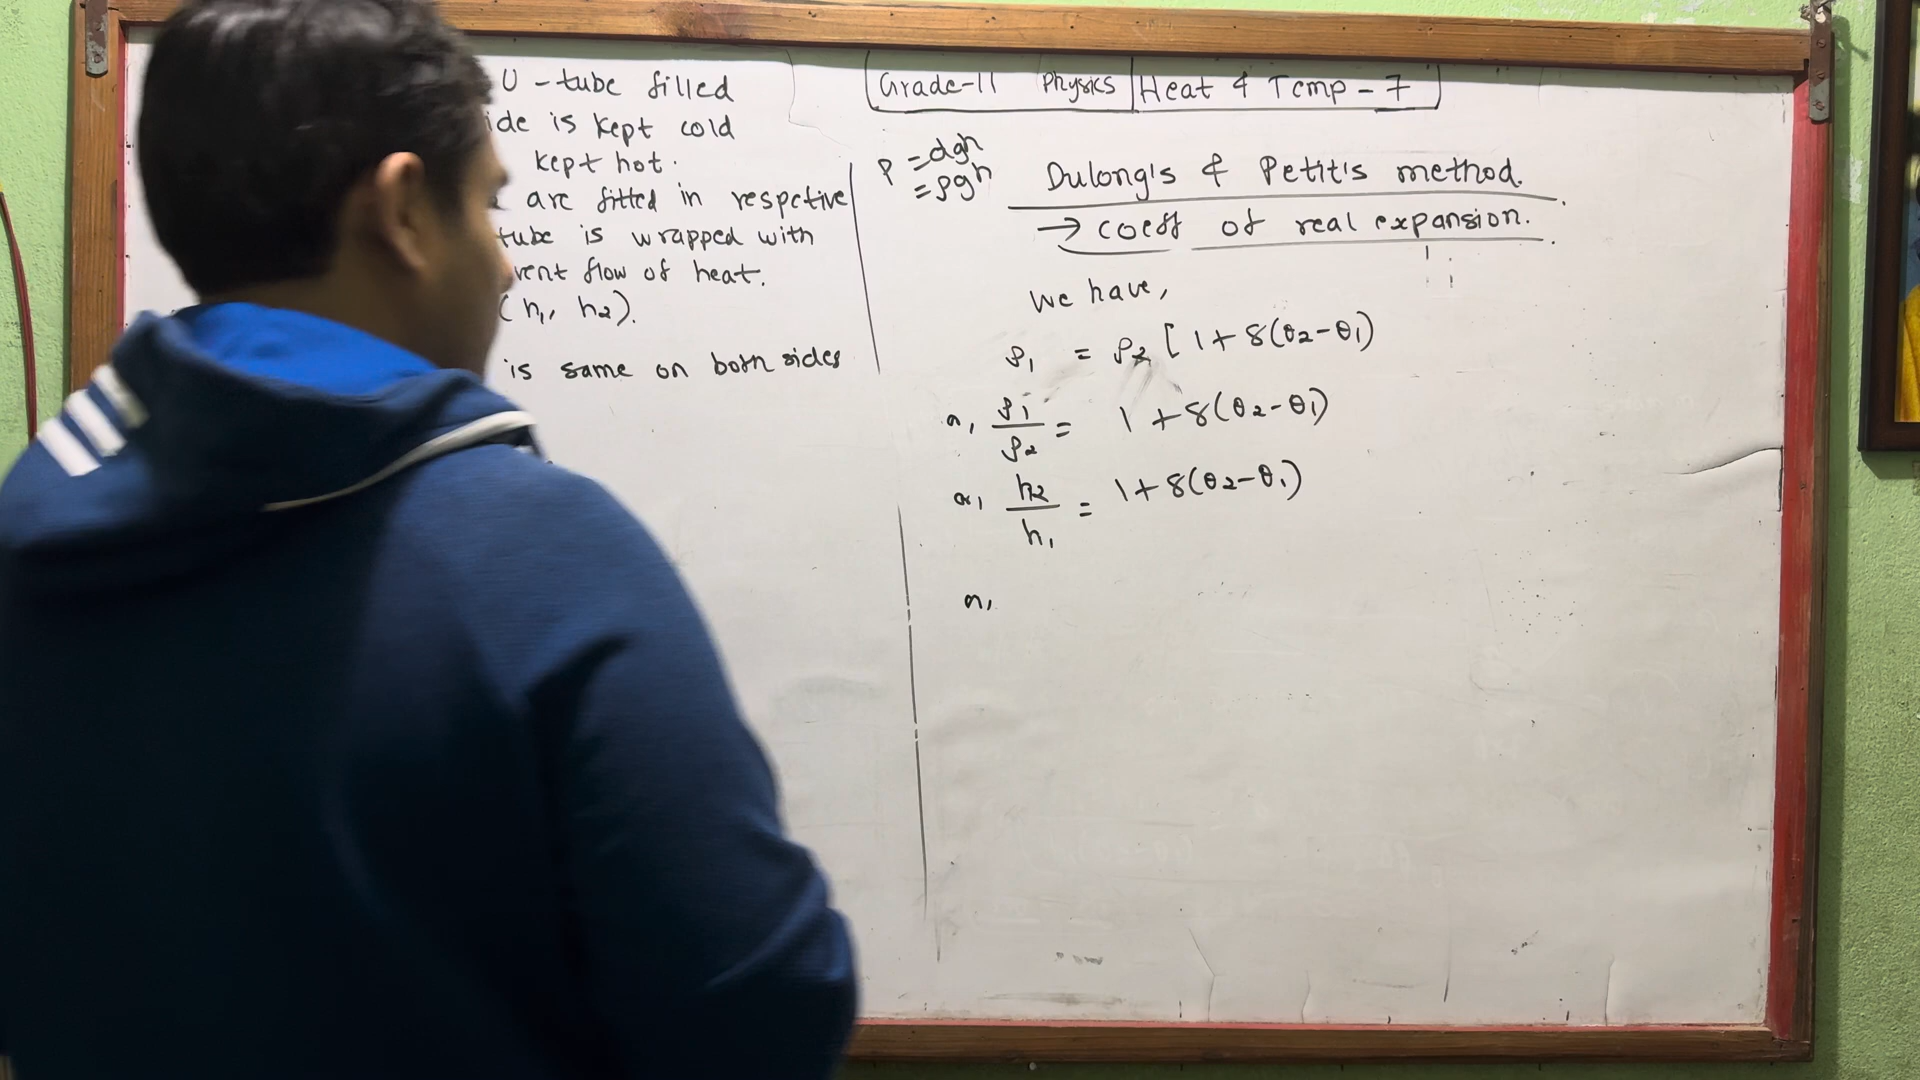 U - tube filled
ide is kept cold
kept hot.
are fitted in respctive
tube is wrapped with
vent flow of heat.
(h₁, h₂).
is same on both sides
Grade-11 Physics Heat & Temp - 7
P = dgh
= ρgh
Dulong's & Petit's method.
→ coeff of real expansion.
We have,
ρ₁ = ρ₂ [1 + γ(θ₂-θ₁)
or, ρ₁/ρ₂ = 1 + γ(θ₂-θ₁)
or, h₂/h₁ = 1 + γ(θ₂-θ₁)
or,